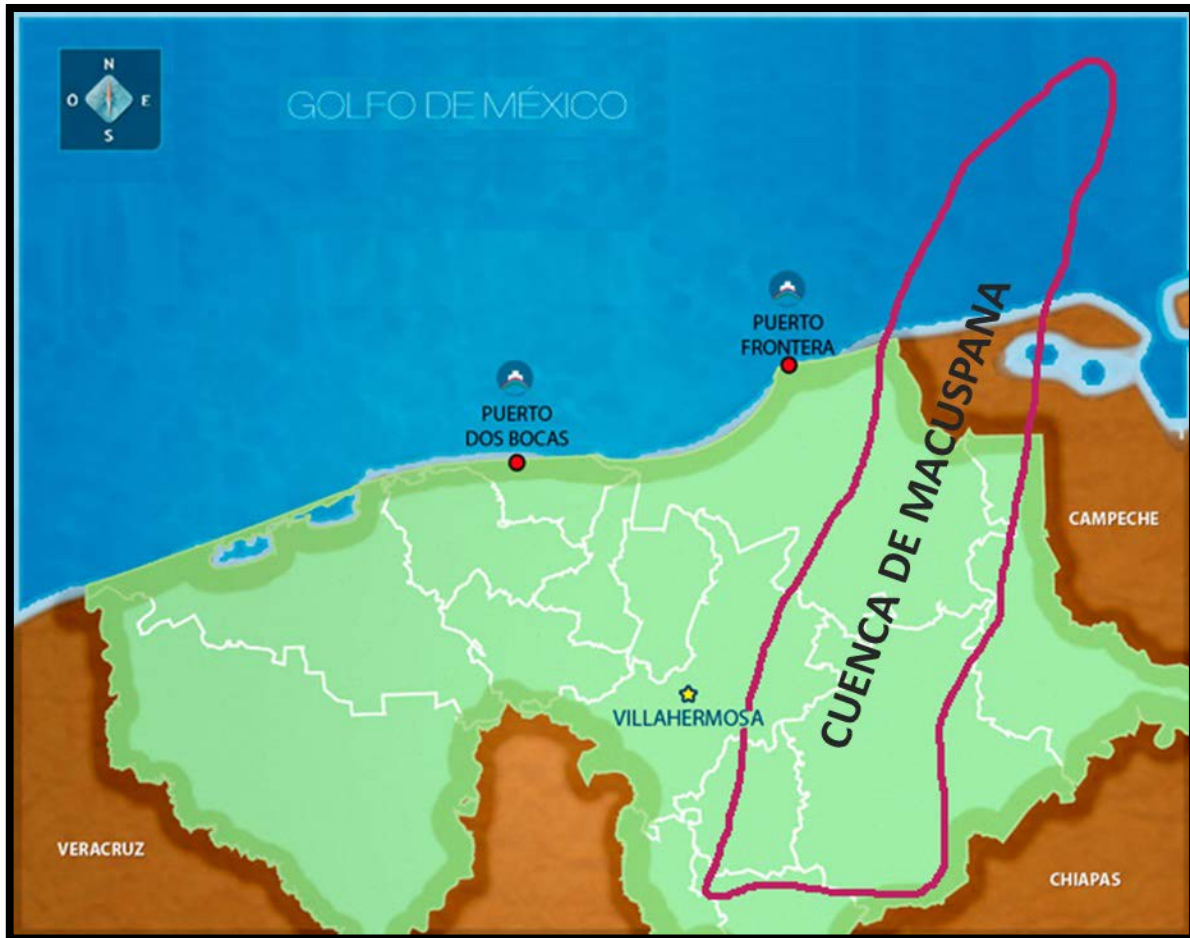 N
O E
S
GOLFO DE MÉXICO
PUERTO
FRONTERA
PUERTO
DOS BOCAS
CUENCA DE MACUSPANA
CAMPECHE
VILLAHERMOSA
VERACRUZ
CHIAPAS